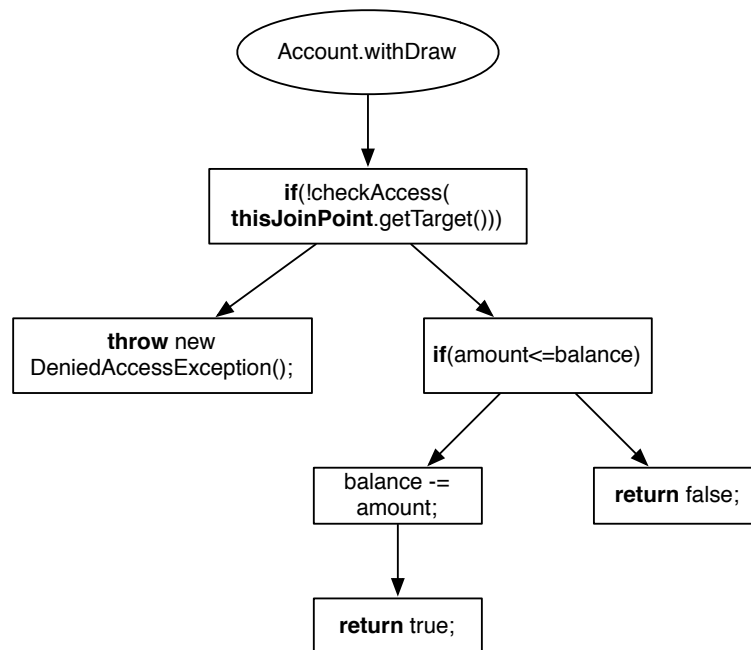 Account.withDraw
if(!checkAccess(
thisJoinPoint.getTarget()))
throw new
DeniedAccessException();
if(amount<=balance)
balance -=
amount;
return false;
return true;